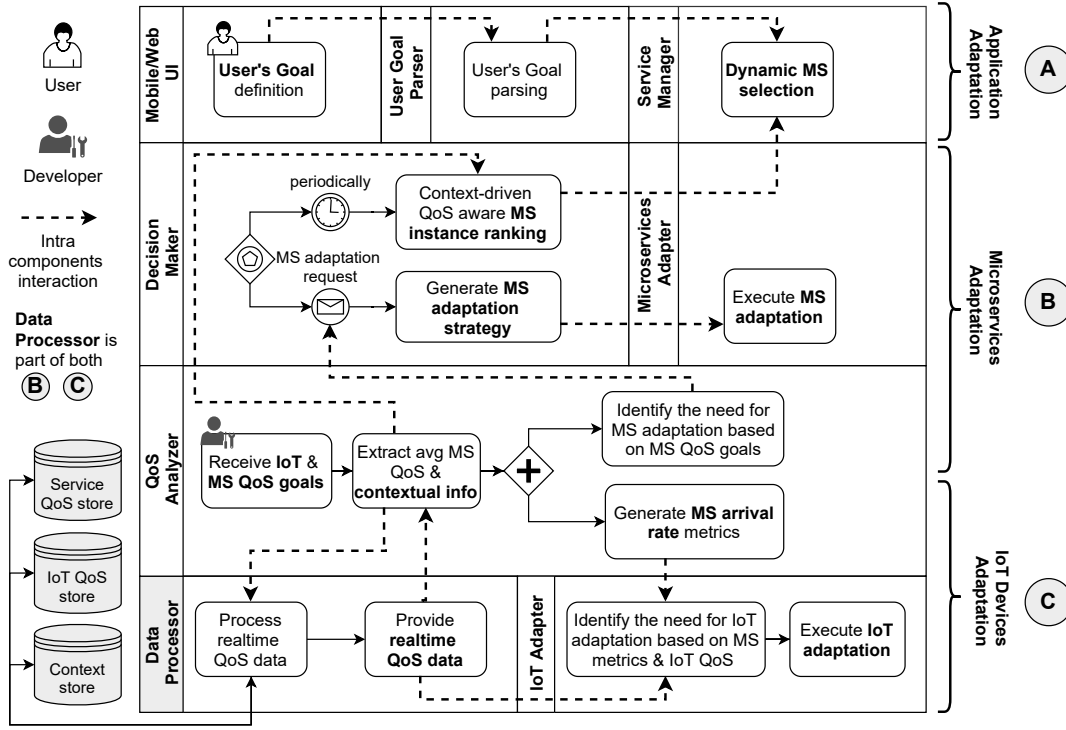 User
Developer
Intra
components
interaction
Data
Processor is
part of both
B
C
Service
QoS store
IoT QoS
store
Context
store
Mobile/Web
UI
User's Goal
definition
User Goal
Parser
User's Goal
parsing
Service
Manager
Dynamic MS
selection
Application
Adaptation
A
Decision
Maker
periodically
Context-driven
QoS aware MS
instance ranking
MS adaptation
request
Generate MS
adaptation
strategy
Microservices
Adapter
Execute MS
adaptation
Microservices
Adaptation
B
QoS
Analyzer
Receive IoT &
MS QoS goals
Extract avg MS
QoS &
contextual info
Identify the need for
MS adaptation based
on MS QoS goals
Generate MS arrival
rate metrics
Data
Processor
Process
realtime
QoS data
Provide
realtime
QoS data
IoT Adapter
Identify the need for IoT
adaptation based on MS
metrics & IoT QoS
Execute IoT
adaptation
IoT Devices
Adaptation
C